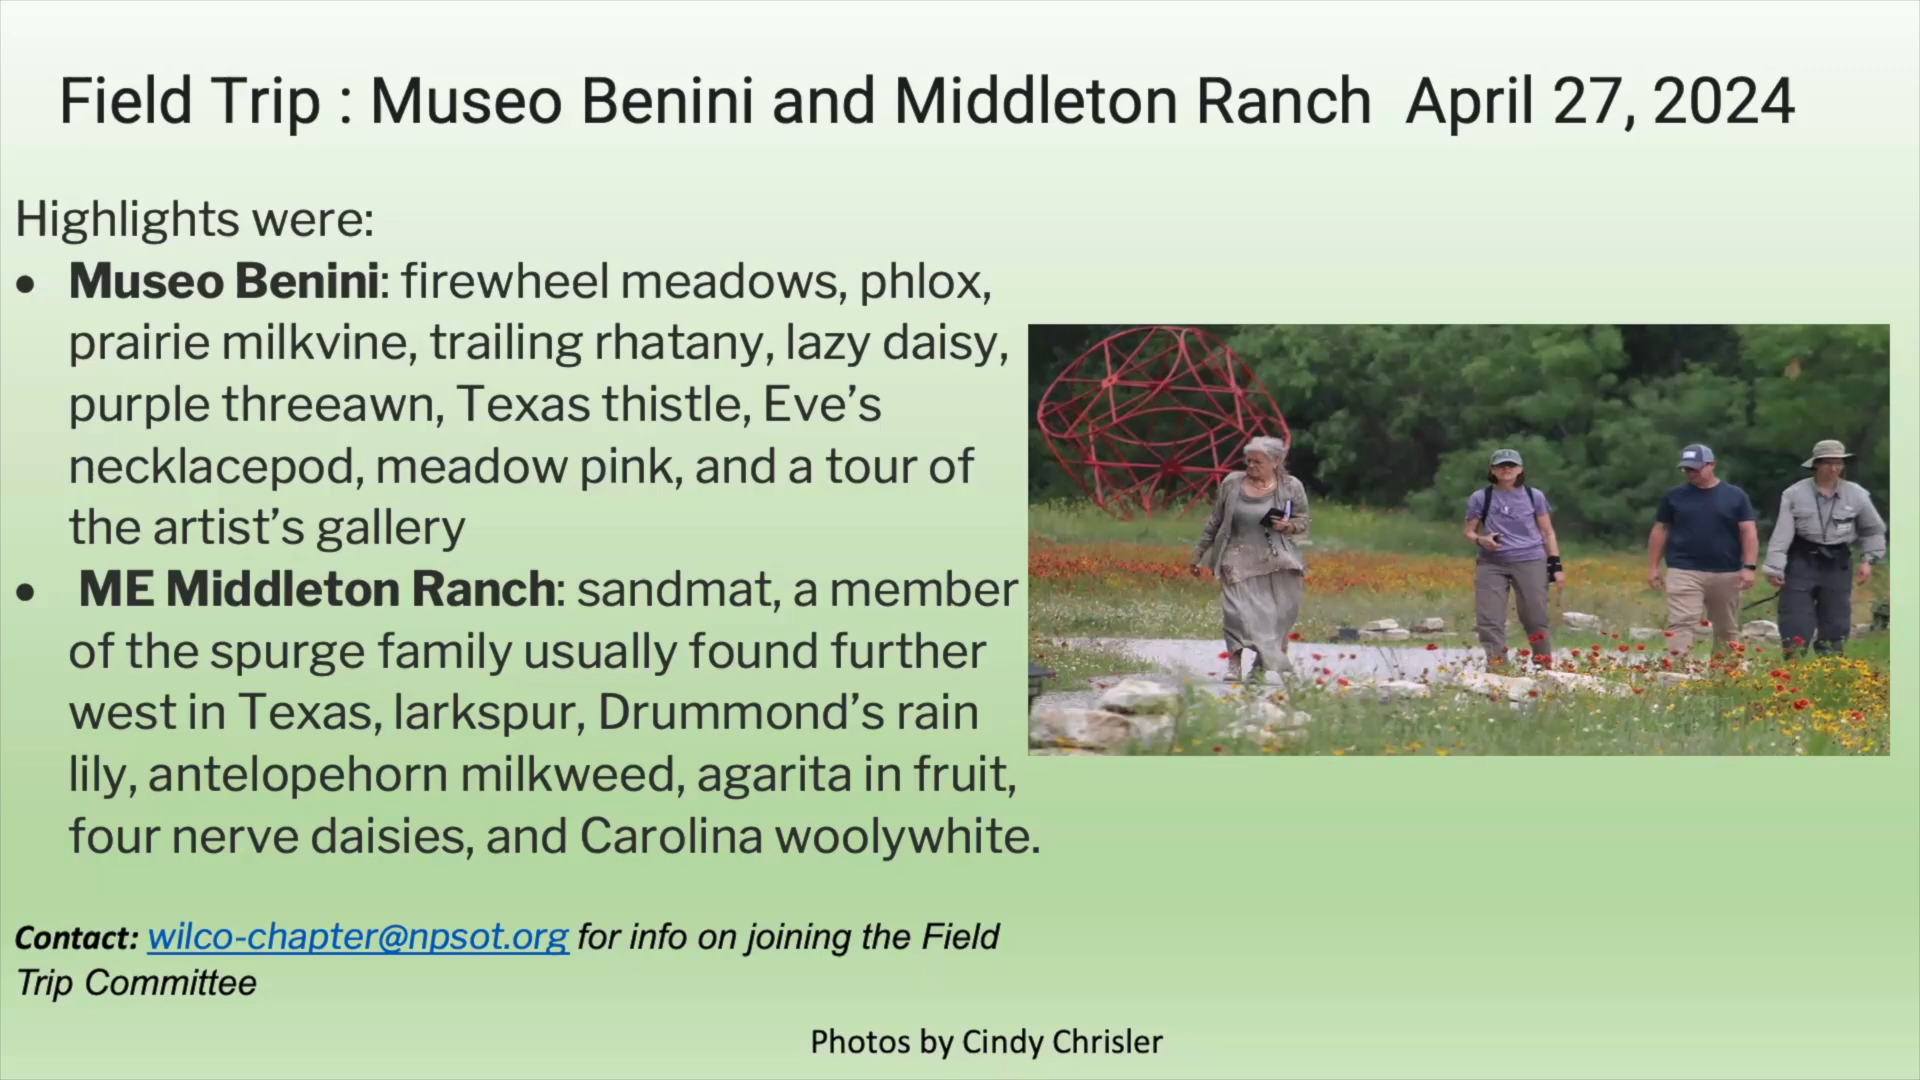 Field Trip : Museo Benini and Middleton Ranch  April 27, 2024
Highlights were:
• Museo Benini: firewheel meadows, phlox,
prairie milkvine, trailing rhatany, lazy daisy,
purple threeawn, Texas thistle, Eve’s
necklacepod, meadow pink, and a tour of
the artist’s gallery
• ME Middleton Ranch: sandmat, a member
of the spurge family usually found further
west in Texas, larkspur, Drummond’s rain
lily, antelopehorn milkweed, agarita in fruit,
four nerve daisies, and Carolina woolywhite.
Contact: wilco-chapter@npsot.org for info on joining the Field
Trip Committee
Photos by Cindy Chrisler